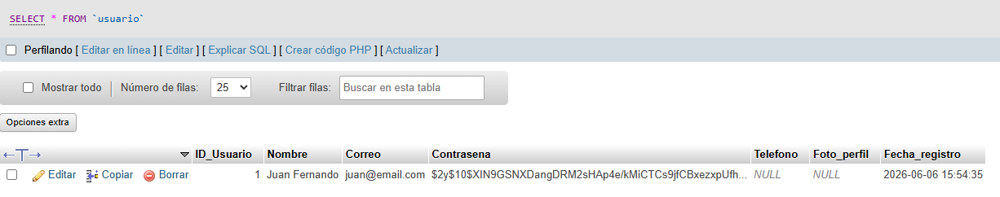 SELECT * FROM `usuario`
Perfilando [ Editar en línea ] [ Editar ] [ Explicar SQL ] [ Crear código PHP ] [ Actualizar ]
Mostrar todo Número de filas: 25 Filtrar filas: Buscar en esta tabla
Opciones extra
←T→ ID_Usuario Nombre Correo Contrasena Telefono Foto_perfil Fecha_registro
Editar Copiar Borrar 1 Juan Fernando juan@email.com $2y$10$XIN9GSNXDangDRM2sHAp4e/kMiCTCs9jfCBxezxpUfh... NULL NULL 2026-06-06 15:54:35